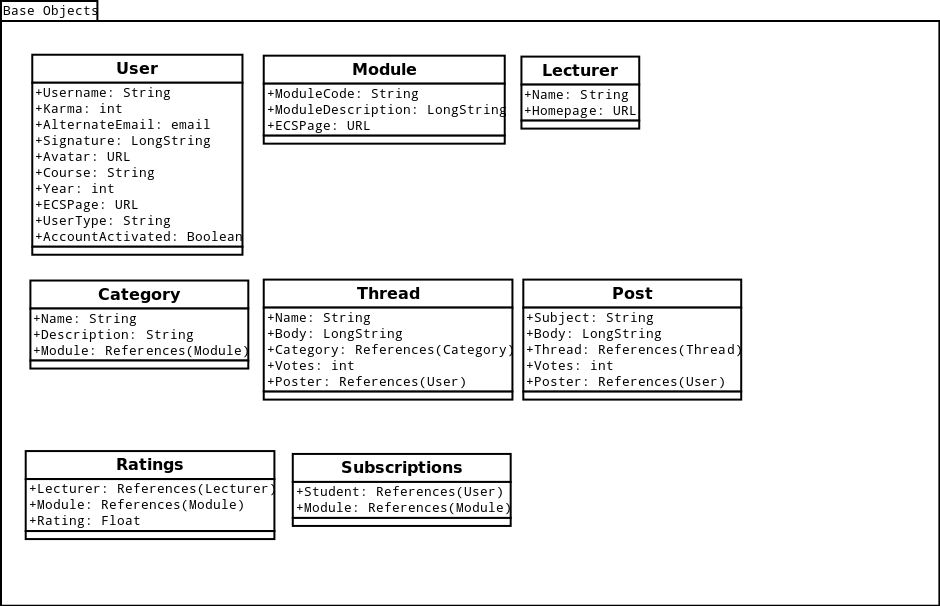 Base Objects
User
+Username: String
+Karma: int
+AlternateEmail: email
+Signature: LongString
+Avatar: URL
+Course: String
+Year: int
+ECSPage: URL
+UserType: String
+AccountActivated: Boolean
Module
+ModuleCode: String
+ModuleDescription: LongString
+ECSPage: URL
Lecturer
+Name: String
+Homepage: URL
Category
+Name: String
+Description: String
+Module: References(Module)
Thread
+Name: String
+Body: LongString
+Category: References(Category)
+Votes: int
+Poster: References(User)
Post
+Subject: String
+Body: LongString
+Thread: References(Thread)
+Votes: int
+Poster: References(User)
Ratings
+Lecturer: References(Lecturer)
+Module: References(Module)
+Rating: Float
Subscriptions
+Student: References(User)
+Module: References(Module)